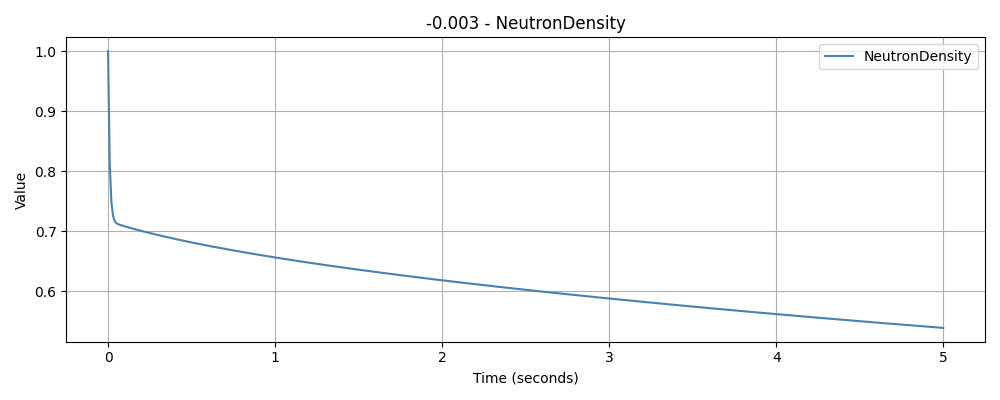 -0.003 - NeutronDensity
NeutronDensity
Value
1.0
0.9
0.8
0.7
0.6
0 1 2 3 4 5
Time (seconds)